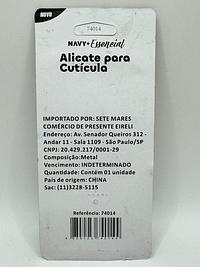 NOVO
74014
NAVY+ Essencial
Alicate para
Cutícula
IMPORTADO POR: SETE MARES
COMÉRCIO DE PRESENTE EIRELI
Endereço: Av. Senador Queiros 312 -
Andar 11 - Sala 1109 - São Paulo/SP
CNPJ: 20.429.217/0001-29
Composição:Metal
Vencimento: INDETERMINADO
Quantidade: Contém 01 unidade
País de origem: CHINA
Sac: (11)3228-5115
Referência: 74014